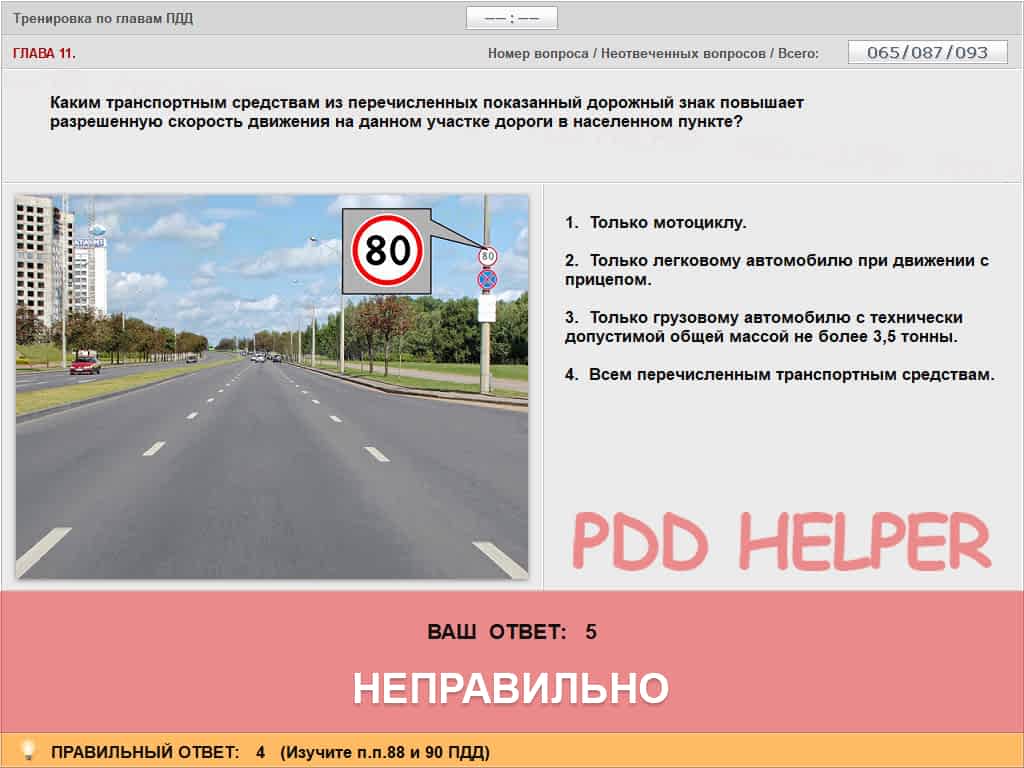 Тренировка по главам ПДД
–– : ––
ГЛАВА 11.
Номер вопроса / Неотвеченных вопросов / Всего:
065/087/093
Каким транспортным средствам из перечисленных показанный дорожный знак повышает
разрешенную скорость движения на данном участке дороги в населенном пункте?
80
80
1. Только мотоциклу.
2. Только легковому автомобилю при движении с
прицепом.
3. Только грузовому автомобилю с технически
допустимой общей массой не более 3,5 тонны.
4. Всем перечисленным транспортным средствам.
PDD HELPER
ВАШ ОТВЕТ: 5
НЕПРАВИЛЬНО
ПРАВИЛЬНЫЙ ОТВЕТ: 4 (Изучите п.п.88 и 90 ПДД)